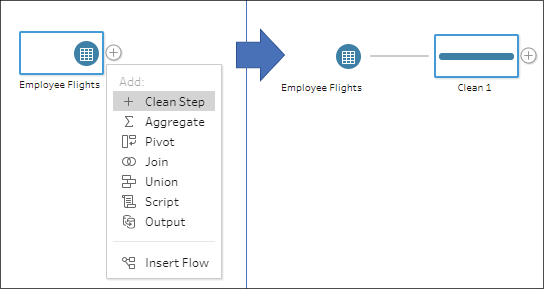 Employee Flights
Add:
Clean Step
Aggregate
Pivot
Join
Union
Script
Output
Insert Flow
Employee Flights
Clean 1